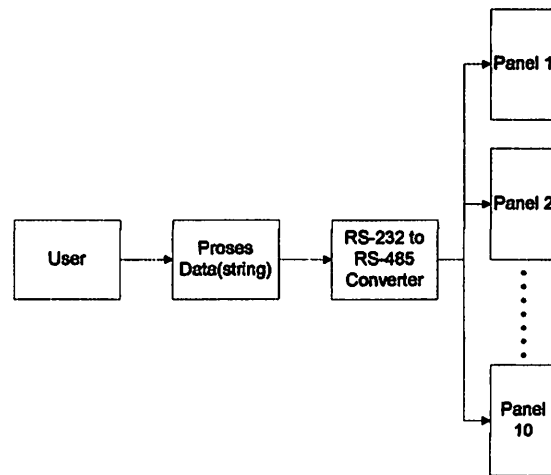 Panel 1
Panel 2
User
Proses
Data(string)
RS-232 to
RS-485
Converter
Panel
10